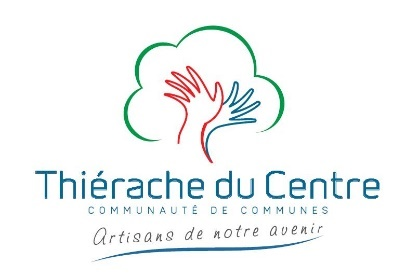 Thiérache du Centre
COMMUNAUTÉ DE COMMUNES
Artisans de notre avenir